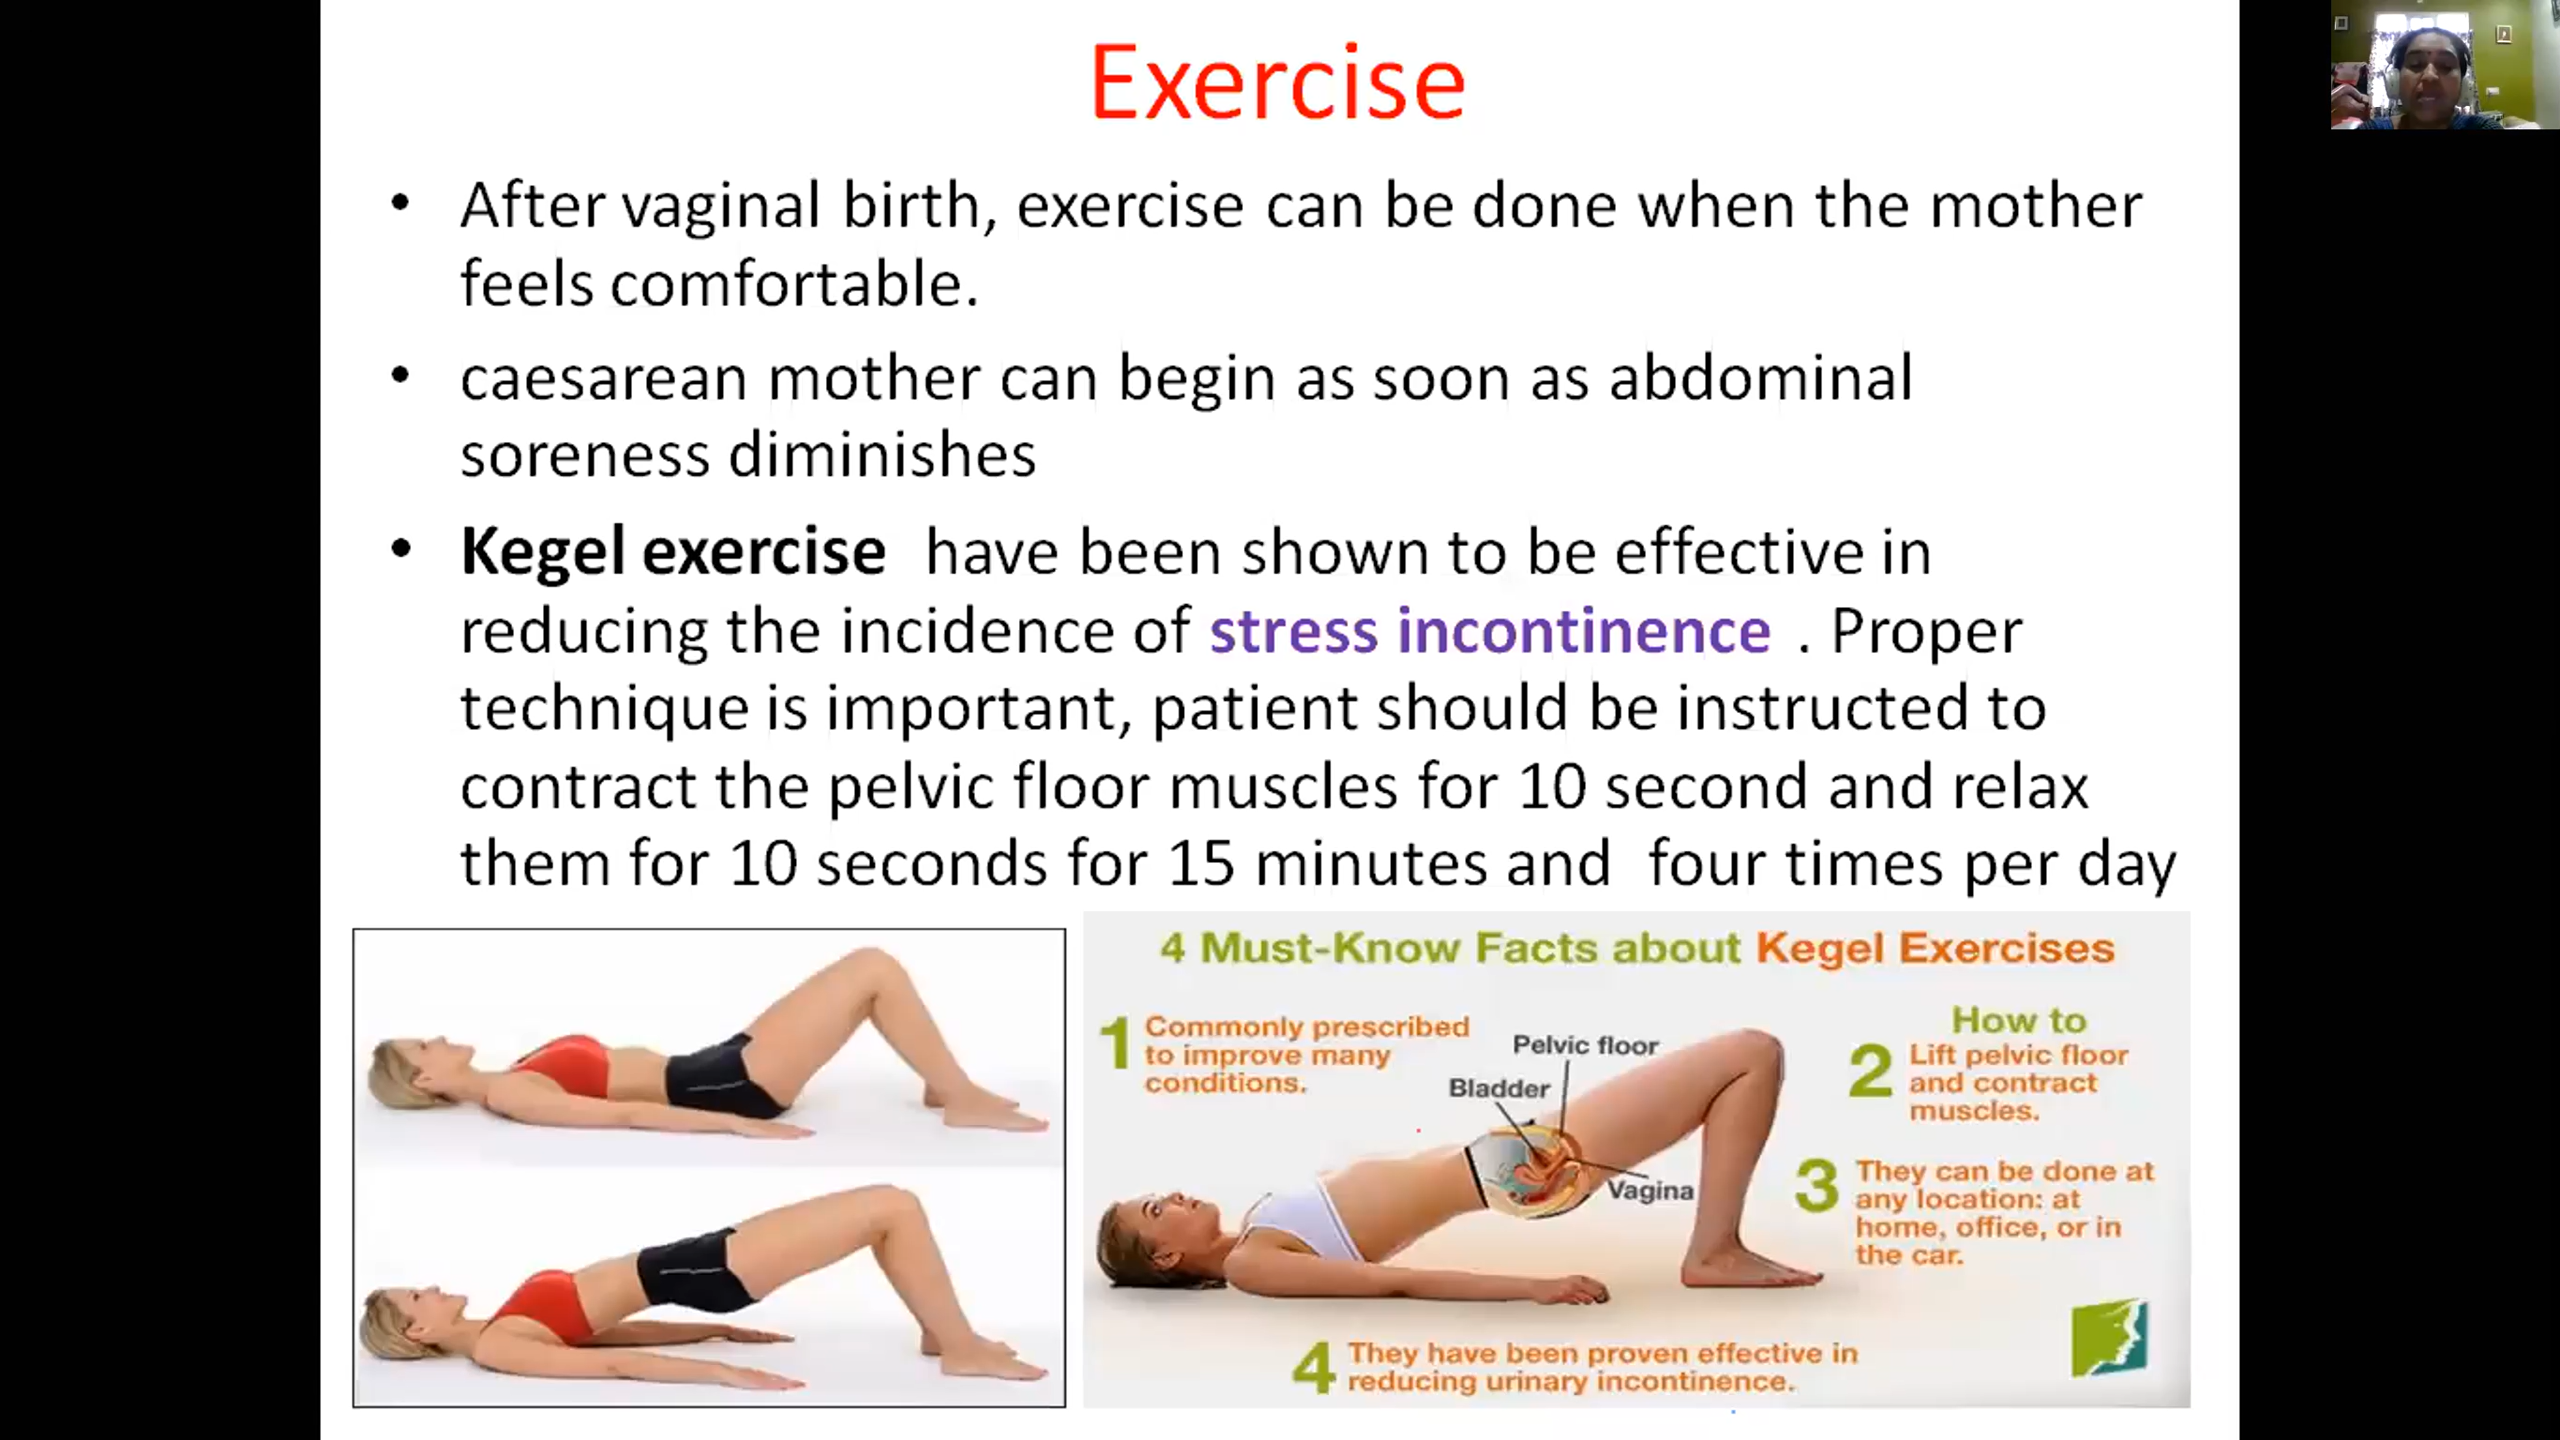 Exercise
• After vaginal birth, exercise can be done when the mother
feels comfortable.
• caesarean mother can begin as soon as abdominal
soreness diminishes
• Kegel exercise have been shown to be effective in
reducing the incidence of stress incontinence . Proper
technique is important, patient should be instructed to
contract the pelvic floor muscles for 10 second and relax
them for 10 seconds for 15 minutes and four times per day
4 Must-Know Facts about Kegel Exercises
1 Commonly prescribed
to improve many
conditions.
Pelvic floor
Bladder
Vagina
How to
2 Lift pelvic floor
and contract
muscles.
3 They can be done at
any location: at
home, office, or in
the car.
4 They have been proven effective in
reducing urinary incontinence.